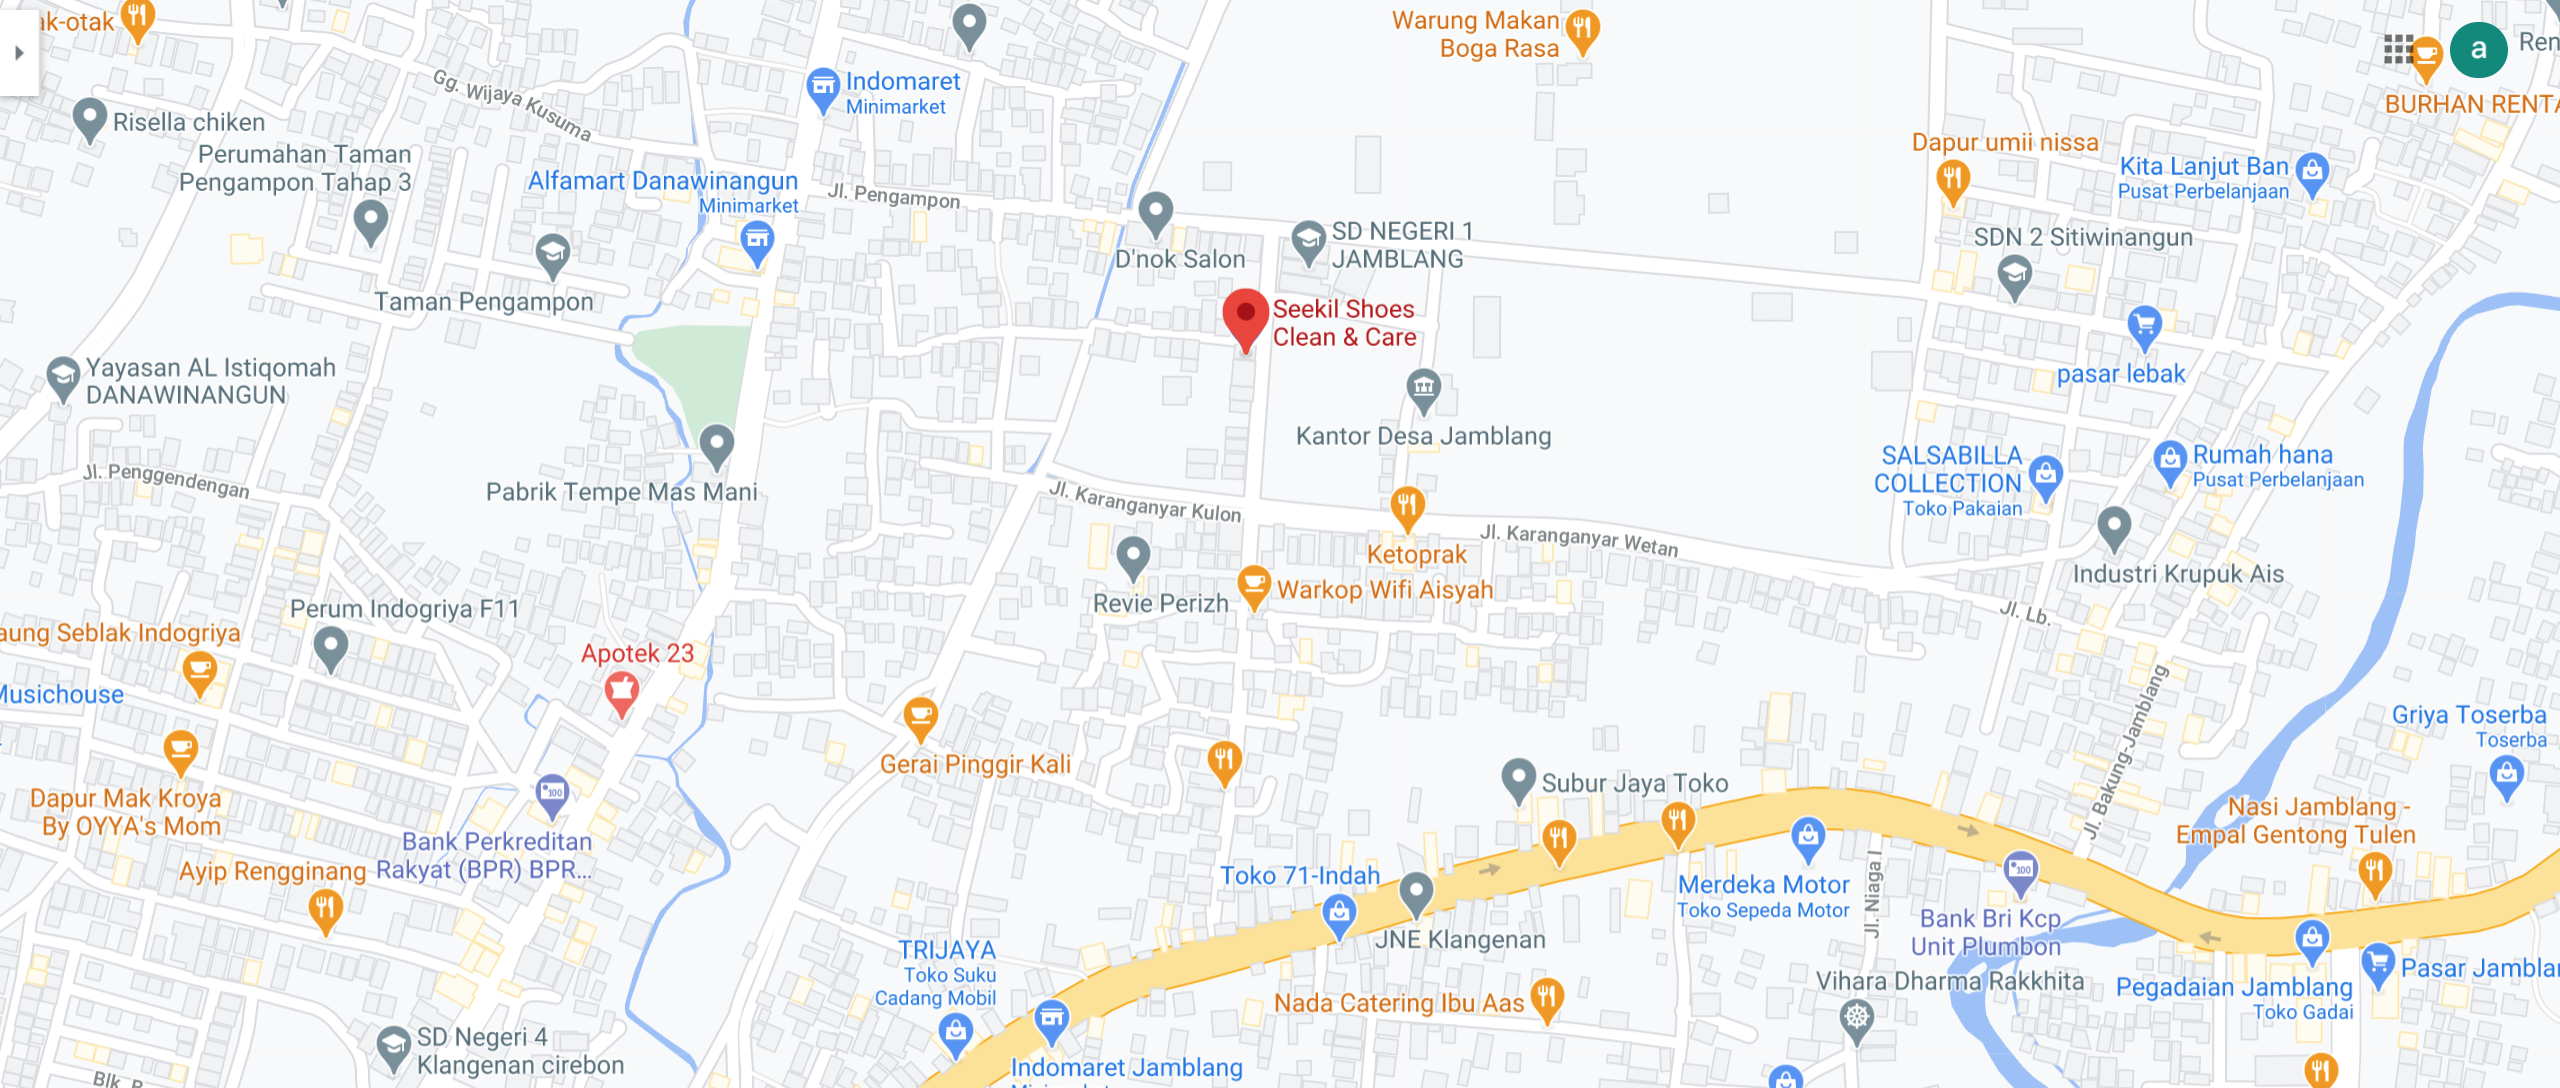 ak-otak
Warung Makan
Boga Rasa
a
Ren
Gg. Wijaya Kusuma
Indomaret
Minimarket
BURHAN RENTA
Risella chiken
Perumahan Taman
Pengampon Tahap 3
Dapur umii nissa
Kita Lanjut Ban
Pusat Perbelanjaan
Alfamart Danawinangun
Minimarket
Jl. Pengampon
SD NEGERI 1
JAMBLANG
SDN 2 Sitiwinangun
D'nok Salon
Taman Pengampon
Seekil Shoes
Clean & Care
Yayasan AL Istiqomah
DANAWINANGUN
pasar lebak
Kantor Desa Jamblang
SALSABILLA
COLLECTION
Toko Pakaian
Rumah hana
Pusat Perbelanjaan
Jl. Penggendengan
Pabrik Tempe Mas Mani
Jl. Karanganyar Kulon
Jl. Karanganyar Wetan
Ketoprak
Industri Krupuk Ais
Warkop Wifi Aisyah
Revie Perizh
Perum Indogriya F11
Jl. Lb.
aung Seblak Indogriya
Apotek 23
Musichouse
Jl. Bakung-Jamblang
Griya Toserba
Toserba
Gerai Pinggir Kali
Subur Jaya Toko
Dapur Mak Kroya
By OYYA's Mom
100
Bank Perkreditan
Rakyat (BPR) BPR...
Nasi Jamblang -
Empal Gentong Tulen
Ayip Rengginang
Toko 71-Indah
Merdeka Motor
Toko Sepeda Motor
Jl. Niaga I
100
Bank Bri Kcp
Unit Plumbon
JNE Klangenan
TRIJAYA
Toko Suku
Cadang Mobil
Vihara Dharma Rakkhita
Pasar Jamblan
Pegadaian Jamblang
Toko Gadai
Nada Catering Ibu Aas
SD Negeri 4
Klangenan cirebon
Indomaret Jamblang
Blk.